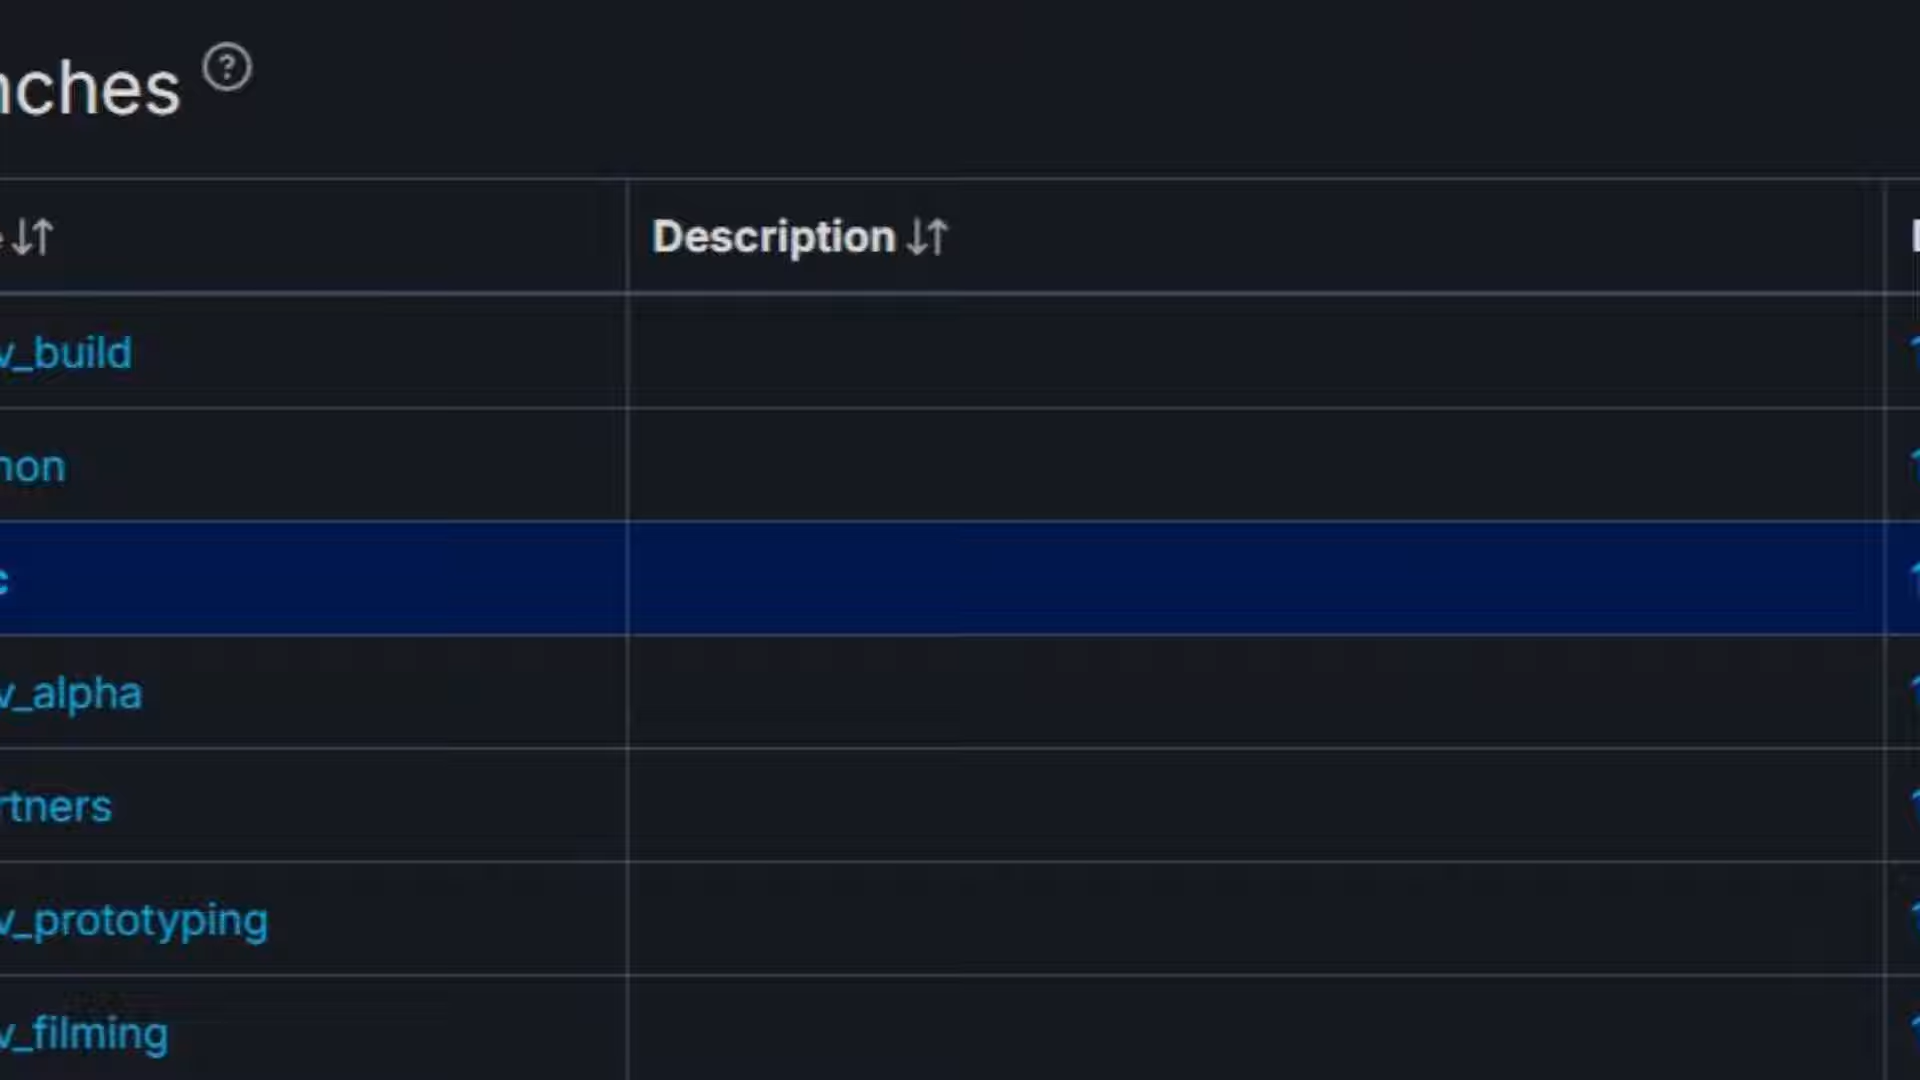 nches ?
Description
v_build
non
c
v_alpha
rtners
v_prototyping
v_filming